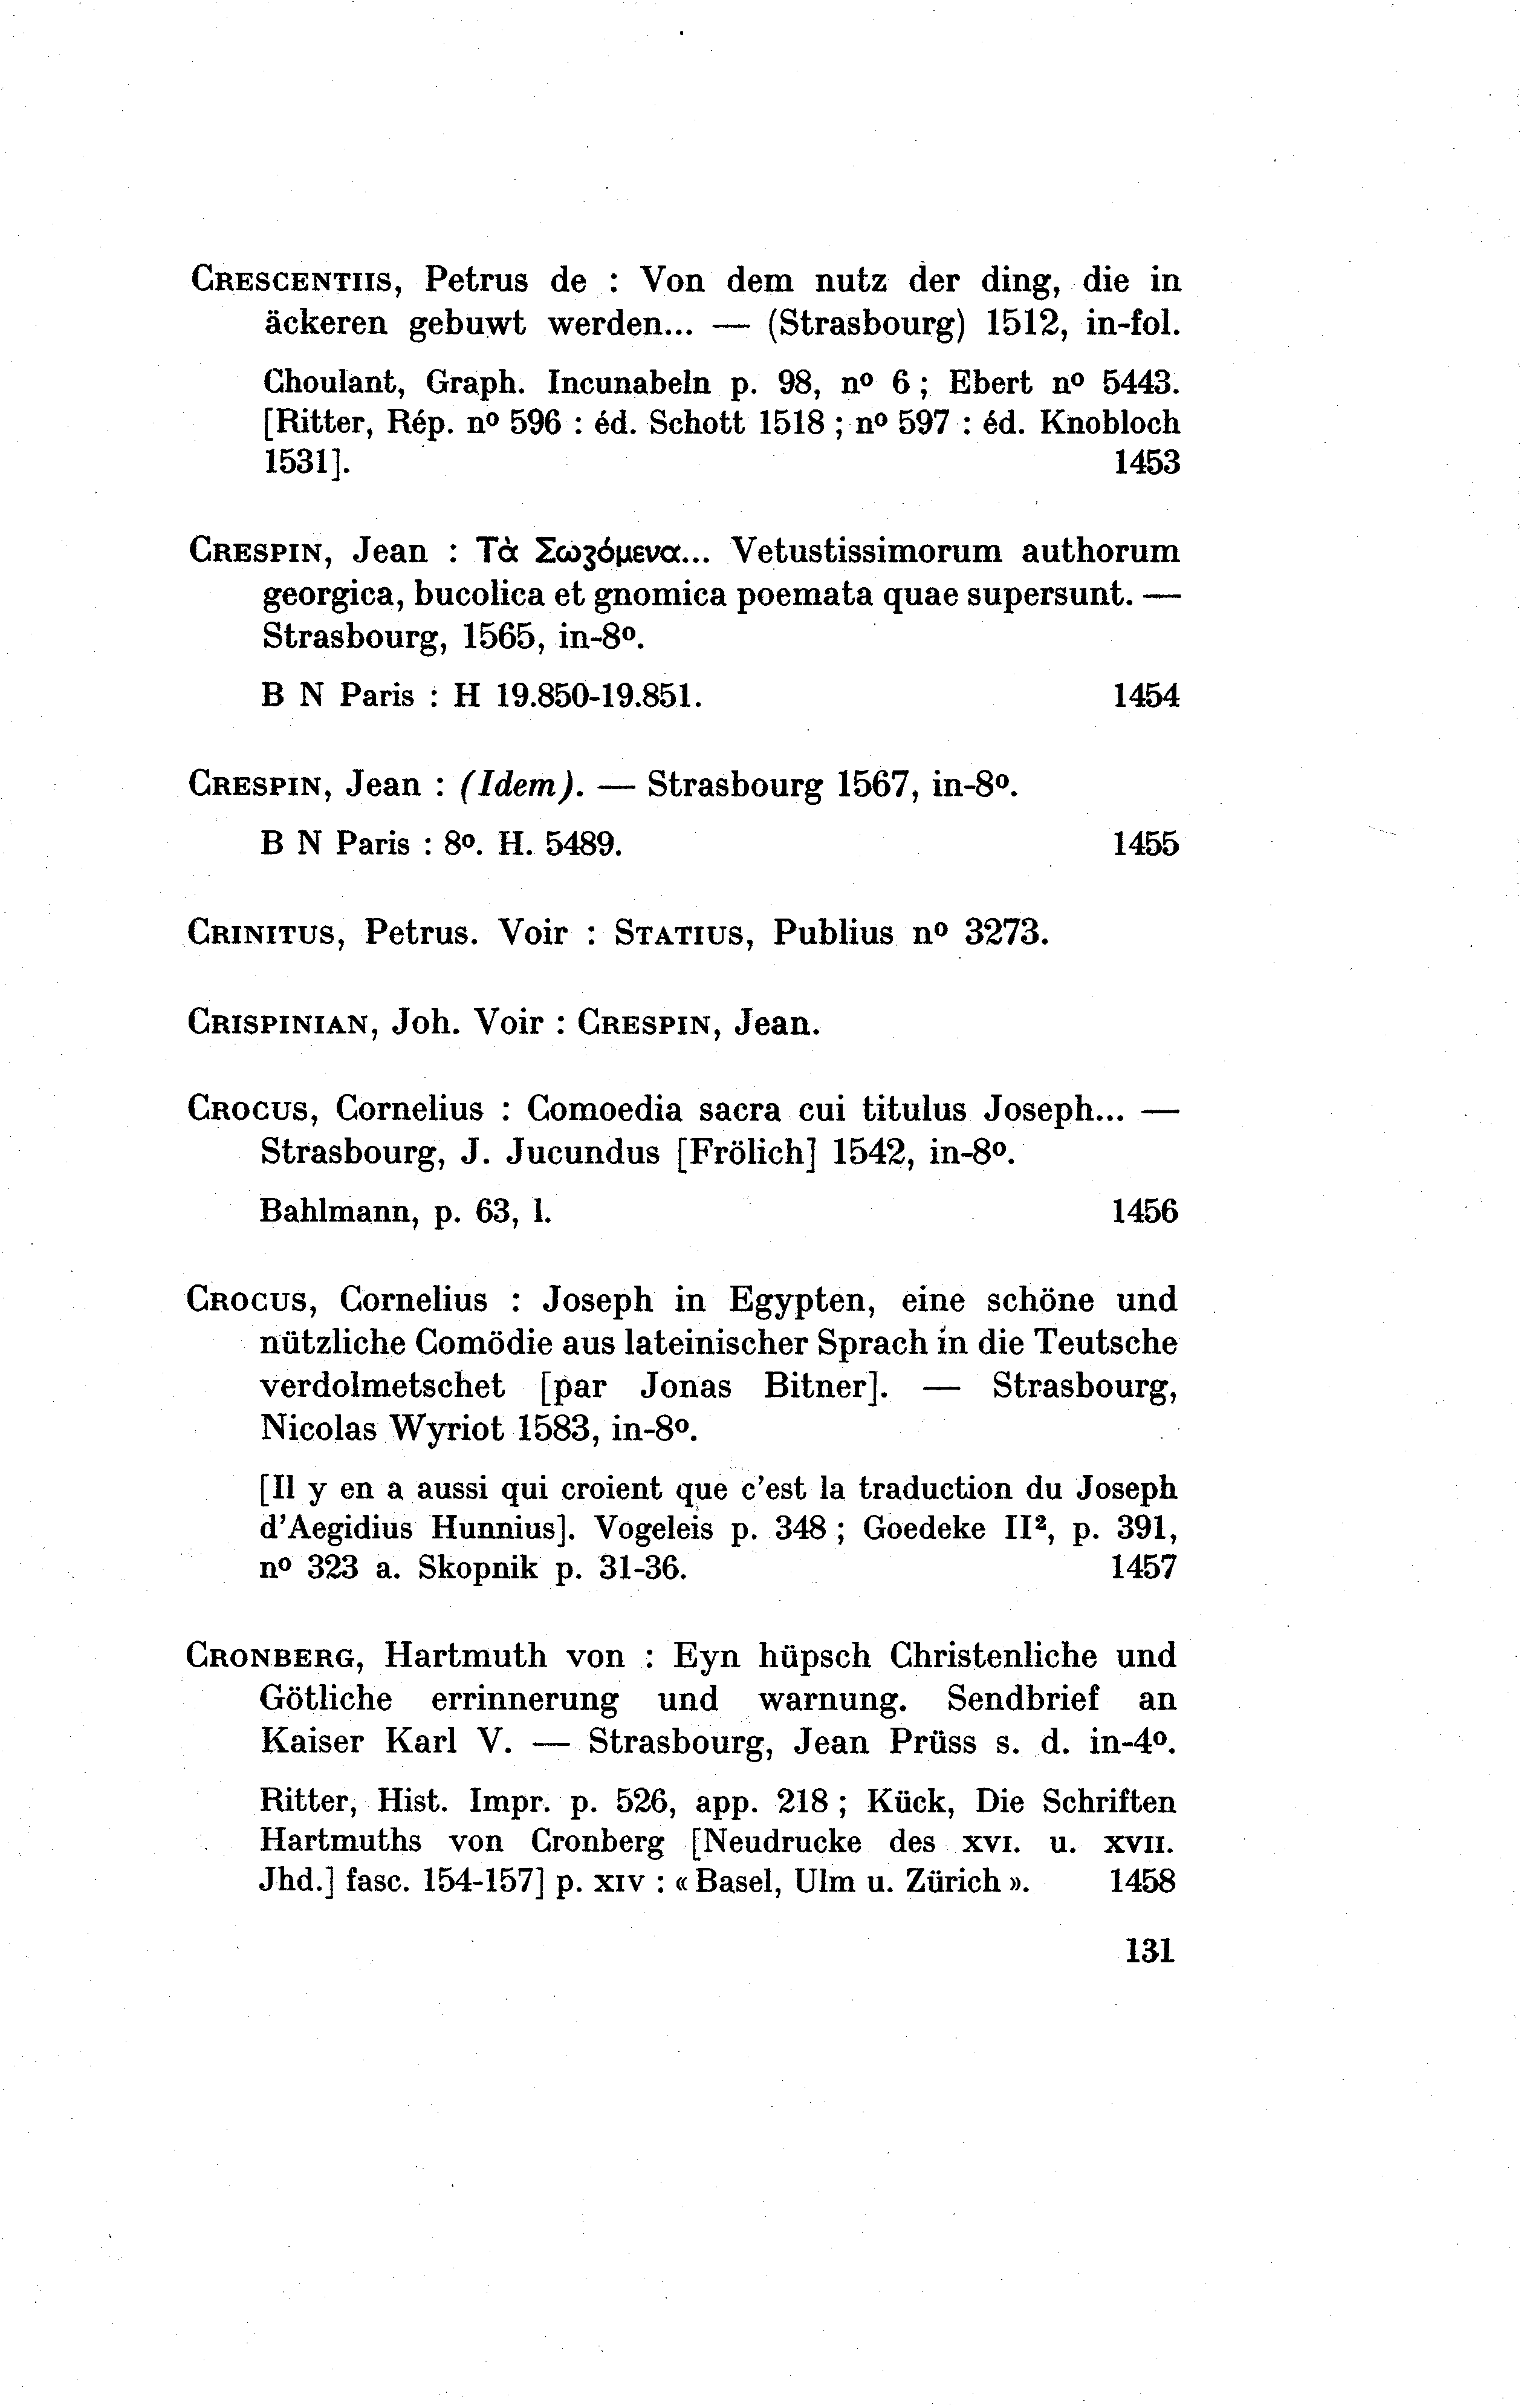 CRESCENTIIS, Petrus de : Von dem nutz der ding, die in
äckeren gebuwt werden... — (Strasbourg) 1512, in-fol.
Choulant, Graph. Incunabeln p. 98, nº 6 ; Ebert nº 5443.
[Ritter, Rép. nº 596 : éd. Schott 1518 ; nº 597 : éd. Knobloch
1531]. 1453
CRESPIN, Jean : Τὰ Σωζόμενα... Vetustissimorum authorum
georgica, bucolica et gnomica poemata quae supersunt. —
Strasbourg, 1565, in-8º.
B N Paris : H 19.850-19.851. 1454
CRESPIN, Jean : (Idem). — Strasbourg 1567, in-8º.
B N Paris : 8º. H. 5489. 1455
CRINITUS, Petrus. Voir : STATIUS, Publius nº 3273.
CRISPINIAN, Joh. Voir : CRESPIN, Jean.
CROCUS, Cornelius : Comoedia sacra cui titulus Joseph... —
Strasbourg, J. Jucundus [Frölich] 1542, in-8º.
Bahlmann, p. 63, l. 1456
CROCUS, Cornelius : Joseph in Egypten, eine schöne und
nützliche Comödie aus lateinischer Sprach in die Teutsche
verdolmetschet [par Jonas Bitner]. — Strasbourg,
Nicolas Wyriot 1583, in-8º.
[Il y en a aussi qui croient que c'est la traduction du Joseph
d'Aegidius Hunnius]. Vogeleis p. 348 ; Goedeke II², p. 391,
nº 323 a. Skopnik p. 31-36. 1457
CRONBERG, Hartmuth von : Eyn hüpsch Christenliche und
Götliche errinnerung und warnung. Sendbrief an
Kaiser Karl V. — Strasbourg, Jean Prüss s. d. in-4º.
Ritter, Hist. Impr. p. 526, app. 218 ; Kück, Die Schriften
Hartmuths von Cronberg [Neudrucke des XVI. u. XVII.
Jhd.] fasc. 154-157] p. XIV : « Basel, Ulm u. Zürich ». 1458
131